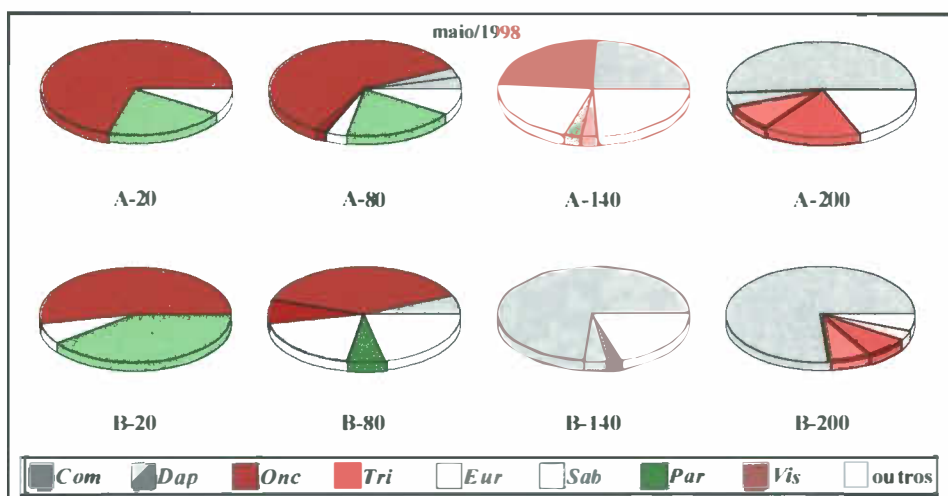 maio/1998
A-20 A-80 A-140 A-200
B-20 B-80 B-140 B-200
Com Dap Onc Tri Eur Sab Par Vis outros